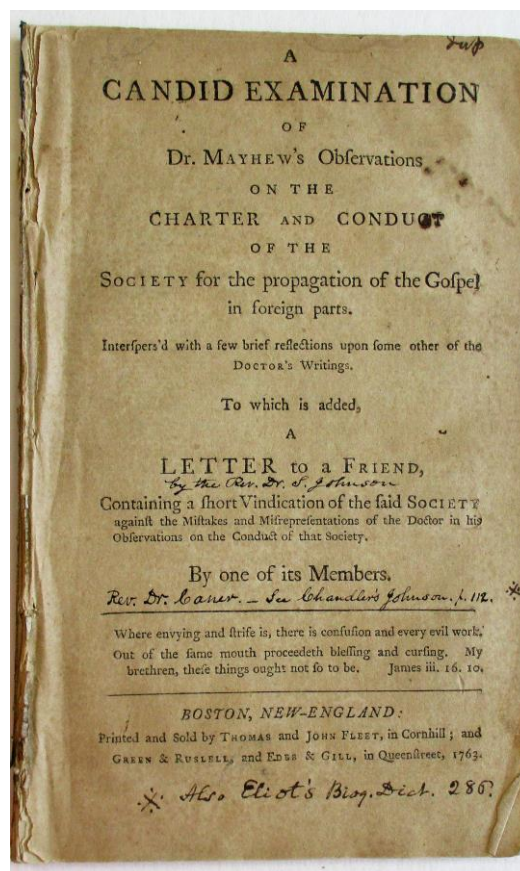 dup
A
CANDID EXAMINATION
OF
Dr. MAYHEW's Obſervations
ON THE
CHARTER AND CONDUCT
OF THE
SOCIETY for the propagation of the Goſpel
in foreign parts.
Interſpers'd with a few brief reflections upon ſome other of the
DOCTOR's Writings.
To which is added,
A
LETTER to a FRIEND,
by the Rev. Dr. S. Johnson
Containing a ſhort Vindication of the ſaid SOCIETY
againſt the Miſtakes and Miſrepreſentations of the Doctor in his
Obſervations on the Conduct of that Society.
By one of its Members.
Rev. Dr. Caner. – See Chandler's Johnson. p. 112. ※
Where envying and ſtrife is, there is confuſion and every evil work.
Out of the ſame mouth proceedeth bleſſing and curſing. My
brethren, theſe things ought not ſo to be. James iii. 16. 10.
BOSTON, NEW-ENGLAND:
Printed and Sold by THOMAS and JOHN FLEET, in Cornhill; and
GREEN & RUSSELL, and EDES & GILL, in Queenſtreet, 1763.
※ Also Eliot's Biog. Dict. 286.